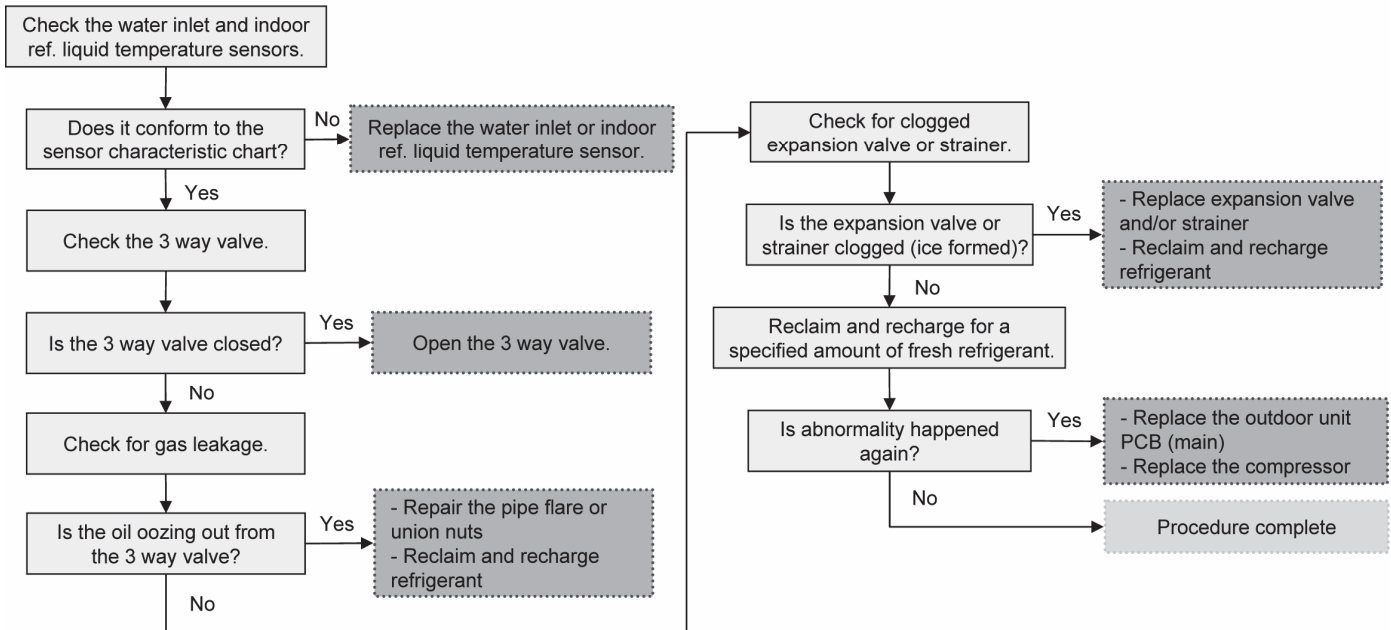 Check the water inlet and indoor
ref. liquid temperature sensors.
Does it conform to the
sensor characteristic chart?
No
Replace the water inlet or indoor
ref. liquid temperature sensor.
Yes
Check the 3 way valve.
Is the 3 way valve closed?
Yes
Open the 3 way valve.
No
Check for gas leakage.
Is the oil oozing out from
the 3 way valve?
Yes
- Repair the pipe flare or
union nuts
- Reclaim and recharge
refrigerant
No
Check for clogged
expansion valve or strainer.
Is the expansion valve or
strainer clogged (ice formed)?
Yes
- Replace expansion valve
and/or strainer
- Reclaim and recharge
refrigerant
No
Reclaim and recharge for a
specified amount of fresh refrigerant.
Is abnormality happened
again?
Yes
- Replace the outdoor unit
PCB (main)
- Replace the compressor
No
Procedure complete